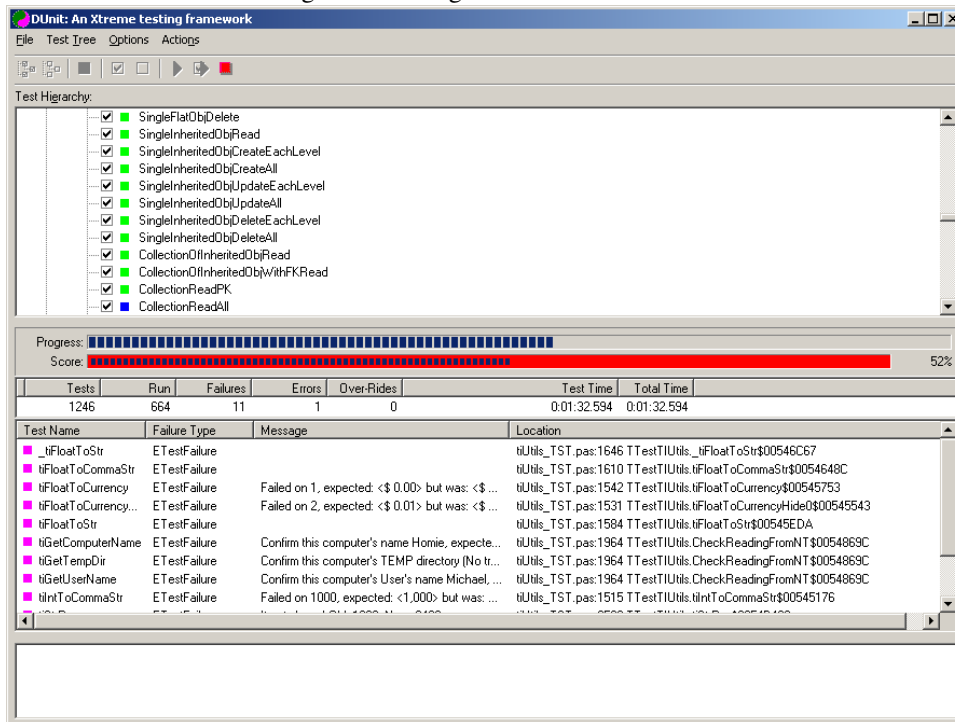 DUnit: An Xtreme testing framework
File Test Tree Options Actions
Test Hierarchy:
SingleFlatObjDelete
SingleInheritedObjRead
SingleInheritedObjCreateEachLevel
SingleInheritedObjCreateAll
SingleInheritedObjUpdateEachLevel
SingleInheritedObjUpdateAll
SingleInheritedObjDeleteEachLevel
SingleInheritedObjDeleteAll
CollectionOfInheritedObjRead
CollectionOfInheritedObjWithFKRead
CollectionReadPK
CollectionReadAll
Progress:
Score: 52%
Tests Run Failures Errors Over-Rides Test Time Total Time
1246 664 11 1 0 0:01:32.594 0:01:32.594
Test Name Failure Type Message Location
_tiFloatToStr ETestFailure tiUtils_TST.pas:1646 TTestTIUtils._tiFloatToStr$00546C67
tiFloatToCommaStr ETestFailure tiUtils_TST.pas:1610 TTestTIUtils.tiFloatToCommaStr$0054648C
tiFloatToCurrency ETestFailure Failed on 1, expected: <$ 0.00> but was: <$ ... tiUtils_TST.pas:1542 TTestTIUtils.tiFloatToCurrency$00545753
tiFloatToCurrency... ETestFailure Failed on 2, expected: <$ 0.01> but was: <$ ... tiUtils_TST.pas:1531 TTestTIUtils.tiFloatToCurrencyHide0$00545543
tiFloatToStr ETestFailure tiUtils_TST.pas:1584 TTestTIUtils.tiFloatToStr$00545EDA
tiGetComputerName ETestFailure Confirm this computer's name Homie, expecte... tiUtils_TST.pas:1964 TTestTIUtils.CheckReadingFromNT$0054869C
tiGetTempDir ETestFailure Confirm this computer's TEMP directory (No tr... tiUtils_TST.pas:1964 TTestTIUtils.CheckReadingFromNT$0054869C
tiGetUserName ETestFailure Confirm this computer's User's name Michael, ... tiUtils_TST.pas:1964 TTestTIUtils.CheckReadingFromNT$0054869C
tiIntToCommaStr ETestFailure Failed on 1000, expected: <1,000> but was: ... tiUtils_TST.pas:1515 TTestTIUtils.tiIntToCommaStr$00545176